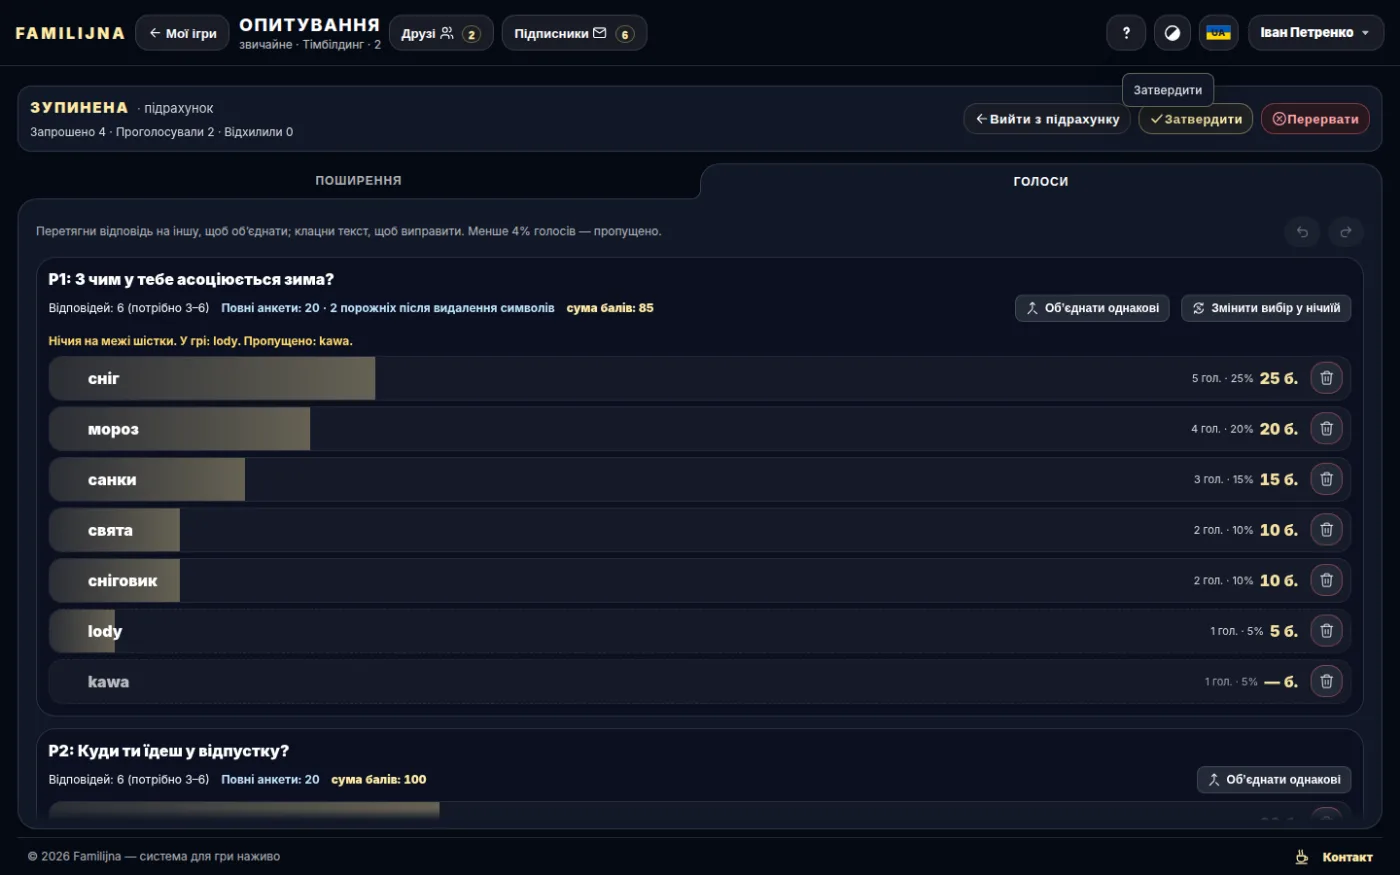 FAMILIJNA
← Мої ігри
ОПИТУВАННЯ
звичайне · Тімбілдинг · 2
Друзі 2
Підписники 6
?
UA
Іван Петренко
Затвердити
ЗУПИНЕНА · підрахунок
Запрошено 4 · Проголосували 2 · Відхилили 0
← Вийти з підрахунку
Затвердити
Перервати
ПОШИРЕННЯ
ГОЛОСИ
Перетягни відповідь на іншу, щоб об’єднати; клацни текст, щоб виправити. Менше 4% голосів — пропущено.
P1: З чим у тебе асоціюється зима?
Відповідей: 6 (потрібно 3–6) Повні анкети: 20 · 2 порожніх після видалення символів сума балів: 85
Об’єднати однакові
Змінити вибір у нічиїй
Нічия на межі шістки. У грі: lody. Пропущено: kawa.
сніг 5 гол. · 25% 25 б.
мороз 4 гол. · 20% 20 б.
санки 3 гол. · 15% 15 б.
свята 2 гол. · 10% 10 б.
сніговик 2 гол. · 10% 10 б.
lody 1 гол. · 5% 5 б.
kawa 1 гол. · 5% — б.
P2: Куди ти їдеш у відпустку?
Відповідей: 6 (потрібно 3–6) Повні анкети: 20 сума балів: 100
Об’єднати однакові
© 2026 Familijna — система для гри наживо
Контакт